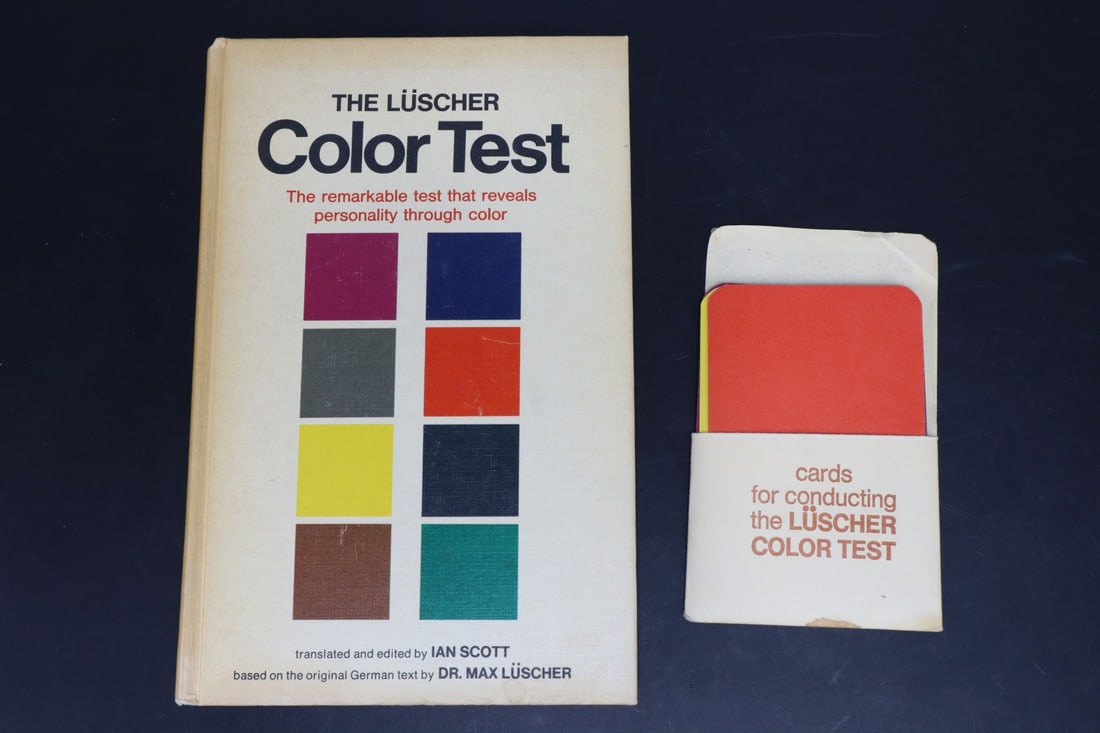 THE LÜSCHER
Color Test
The remarkable test that reveals
personality through color
translated and edited by IAN SCOTT
based on the original German text by DR. MAX LÜSCHER
cards
for conducting
the LÜSCHER
COLOR TEST